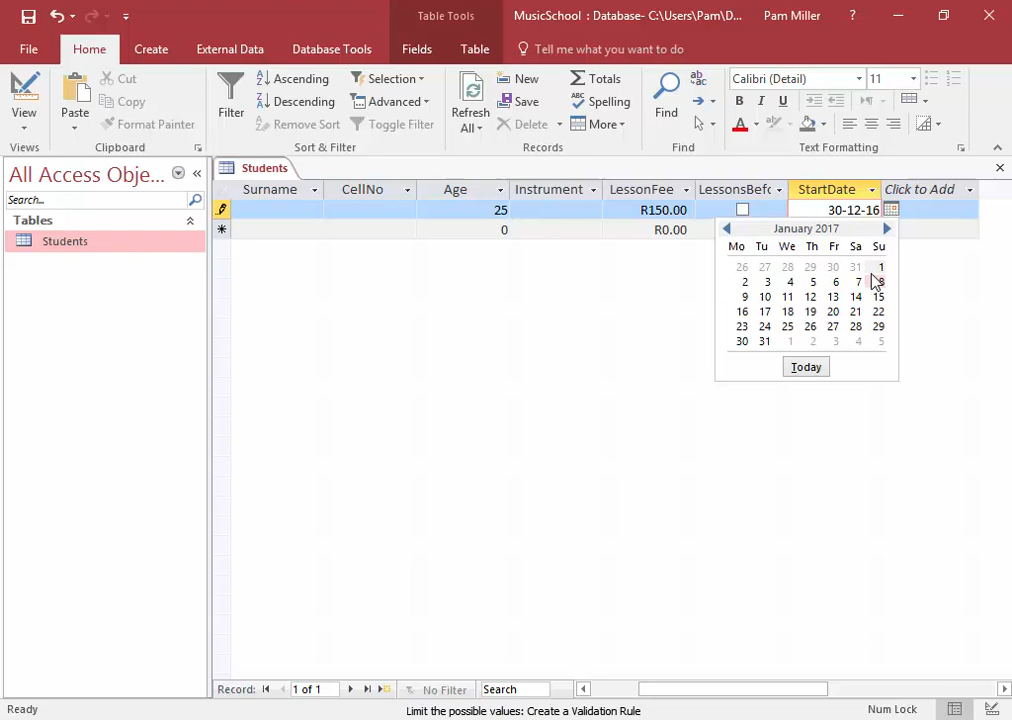 Table Tools
MusicSchool : Database- C:\Users\Pam\D...
Pam Miller
?
File
Home
Create
External Data
Database Tools
Fields
Table
Tell me what you want to do
View
Paste
Cut
Copy
Format Painter
Filter
Ascending
Descending
Remove Sort
Selection
Advanced
Toggle Filter
Refresh
All
New
Save
Delete
Totals
Spelling
More
Find
Calibri (Detail)
11
B I U
Views
Clipboard
Sort & Filter
Records
Find
Text Formatting
All Access Obje...
Search...
Tables
Students
Students
Surname CellNo Age Instrument LessonFee LessonsBefo StartDate Click to Add
25 R150.00 30-12-16
0 R0.00
January 2017
Mo Tu We Th Fr Sa Su
26 27 28 29 30 31 1
2 3 4 5 6 7 8
9 10 11 12 13 14 15
16 17 18 19 20 21 22
23 24 25 26 27 28 29
30 31 1 2 3 4 5
Today
Record: 1 of 1 No Filter Search
Ready
Limit the possible values: Create a Validation Rule
Num Lock